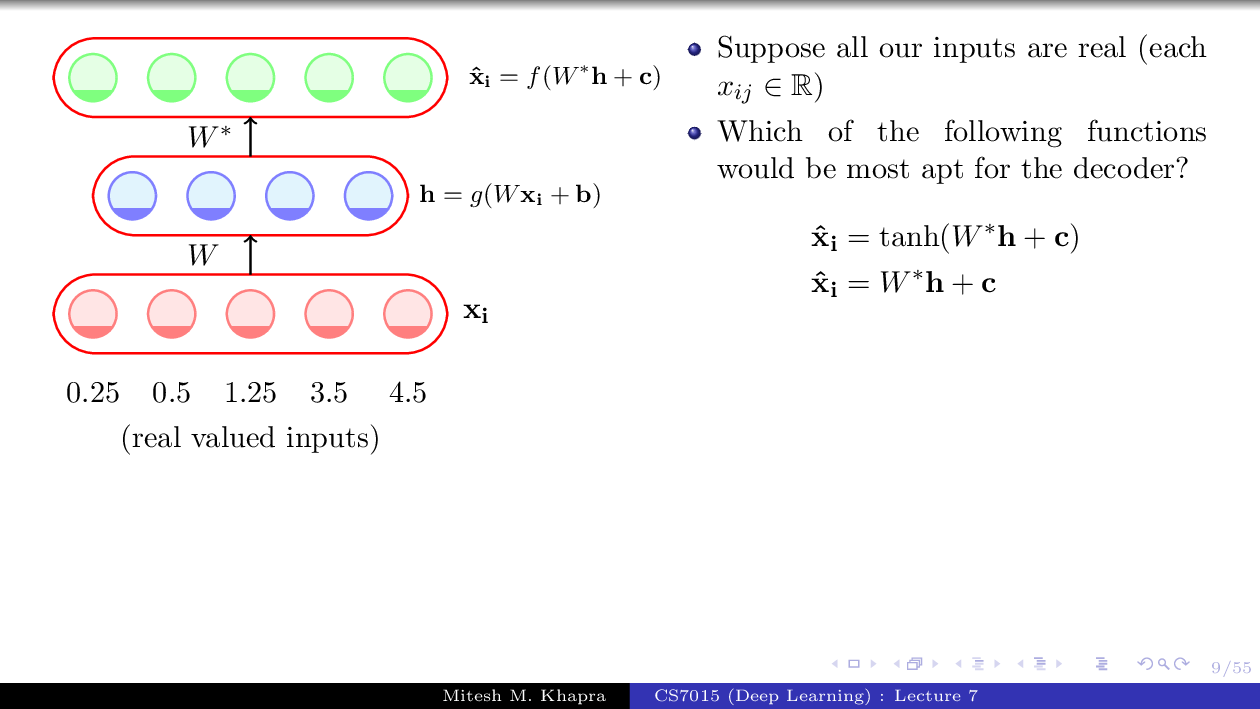 x̂ᵢ = f(W*h + c)
W*
h = g(Wxᵢ + b)
W
xᵢ
0.25 0.5 1.25 3.5 4.5
(real valued inputs)
Suppose all our inputs are real (each
xᵢⱼ ∈ ℝ)
Which of the following functions
would be most apt for the decoder?
x̂ᵢ = tanh(W*h + c)
x̂ᵢ = W*h + c
9/55
Mitesh M. Khapra
CS7015 (Deep Learning) : Lecture 7